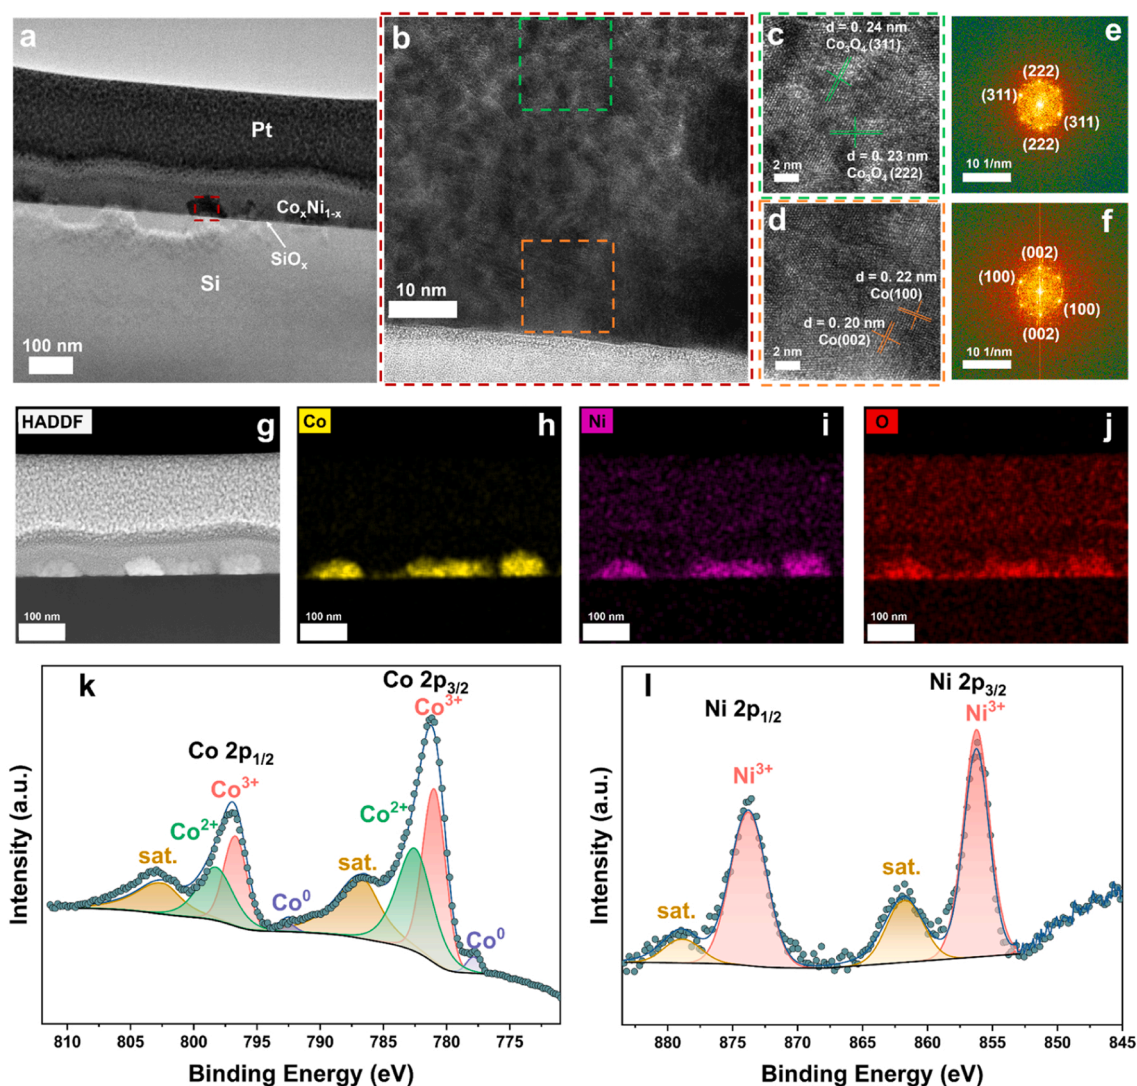 a
Pt
CoₓNi₁₋ₓ
SiOₓ
Si
100 nm
b
10 nm
c
d = 0. 24 nm
Co₃O₄(311)
d = 0. 23 nm
Co₃O₄(222)
2 nm
d
d = 0. 22 nm
Co(100)
d = 0. 20 nm
Co(002)
2 nm
e
(222)
(311)
(311)
(222)
10 1/nm
f
(002)
(100)
(100)
(002)
10 1/nm
HADDF
g
100 nm
Co
h
100 nm
Ni
i
100 nm
O
j
100 nm
k
Co 2p₃/₂
Co³⁺
Co 2p₁/₂
Co³⁺
Co²⁺
Co²⁺
sat.
sat.
Co⁰
Co⁰
Intensity (a.u.)
810 805 800 795 790 785 780 775
Binding Energy (eV)
l
Ni 2p₃/₂
Ni³⁺
Ni 2p₁/₂
Ni³⁺
sat.
sat.
Intensity (a.u.)
880 875 870 865 860 855 850 845
Binding Energy (eV)